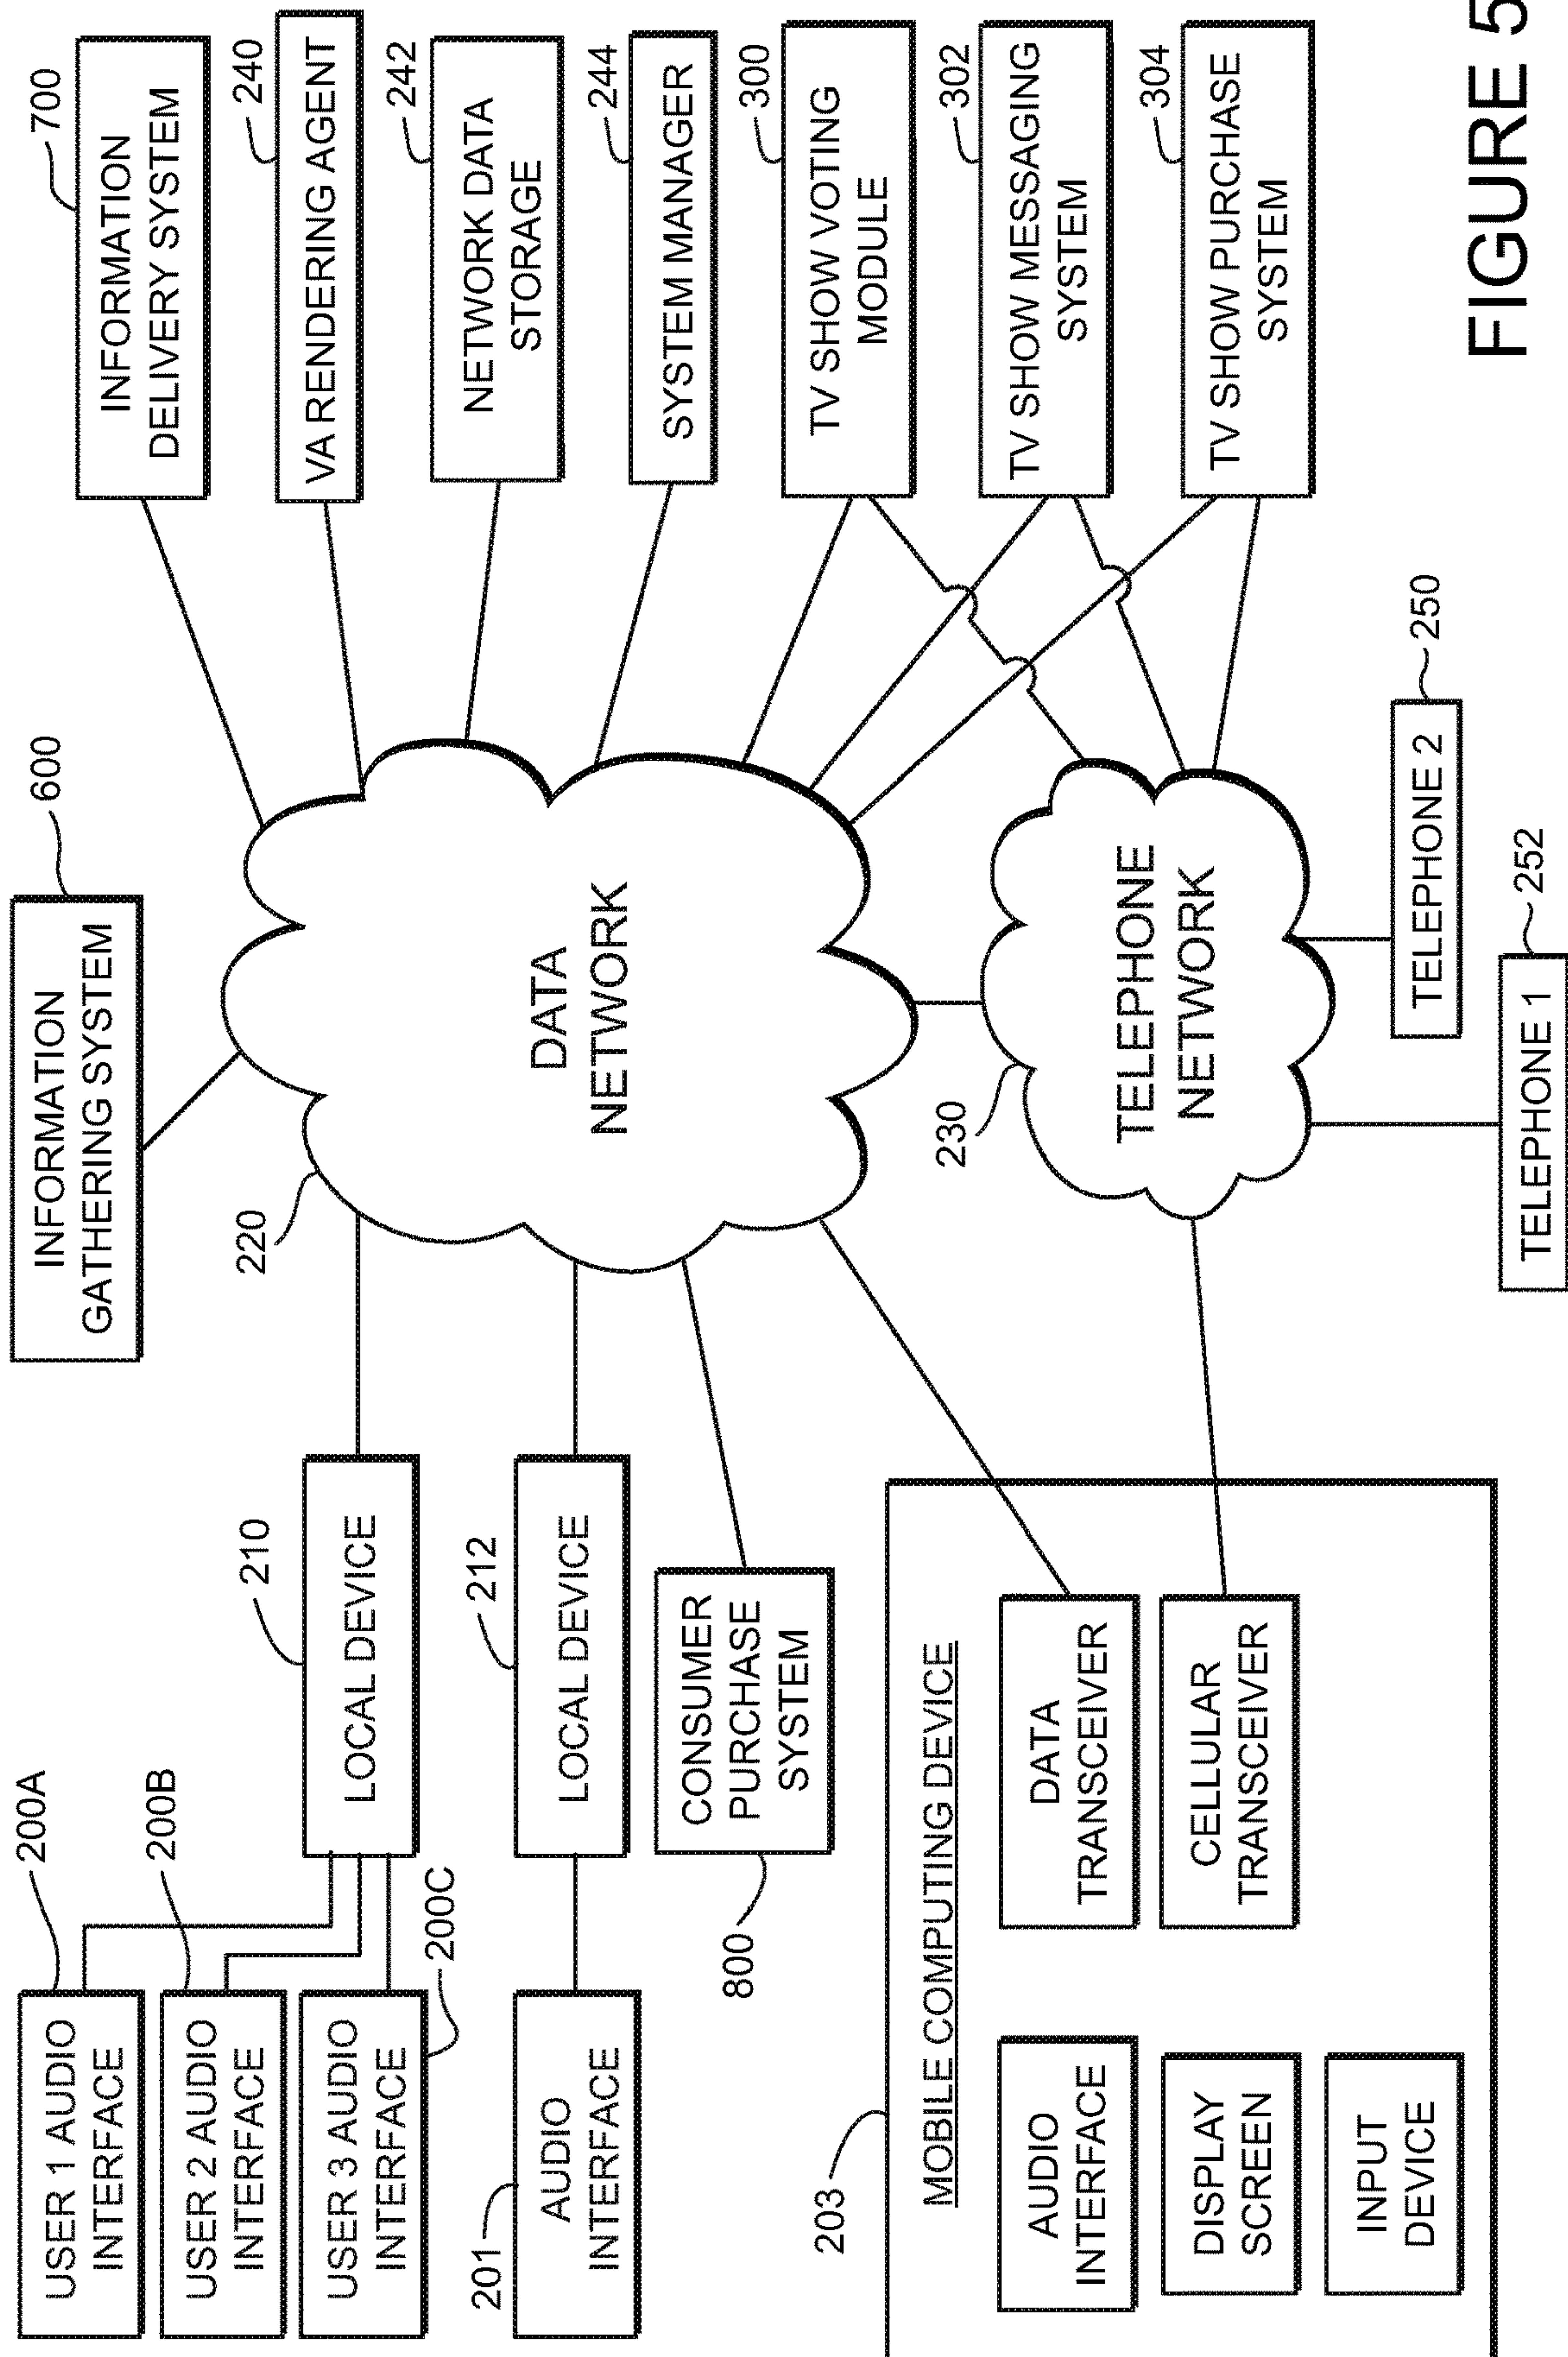 INFORMATION
GATHERING SYSTEM
600
INFORMATION
DELIVERY SYSTEM
700
VA RENDERING AGENT
240
NETWORK DATA
STORAGE
242
SYSTEM MANAGER
244
TV SHOW VOTING
MODULE
300
TV SHOW MESSAGING
SYSTEM
302
TV SHOW PURCHASE
SYSTEM
304
USER 1 AUDIO
INTERFACE
200A
USER 2 AUDIO
INTERFACE
200B
USER 3 AUDIO
INTERFACE
200C
LOCAL DEVICE
210
AUDIO
INTERFACE
201
LOCAL DEVICE
212
CONSUMER
PURCHASE
SYSTEM
800
DATA
NETWORK
220
TELEPHONE
NETWORK
230
MOBILE COMPUTING DEVICE
203
AUDIO
INTERFACE
DATA
TRANSCEIVER
DISPLAY
SCREEN
CELLULAR
TRANSCEIVER
INPUT
DEVICE
TELEPHONE 2
250
TELEPHONE 1
252
FIGURE 5